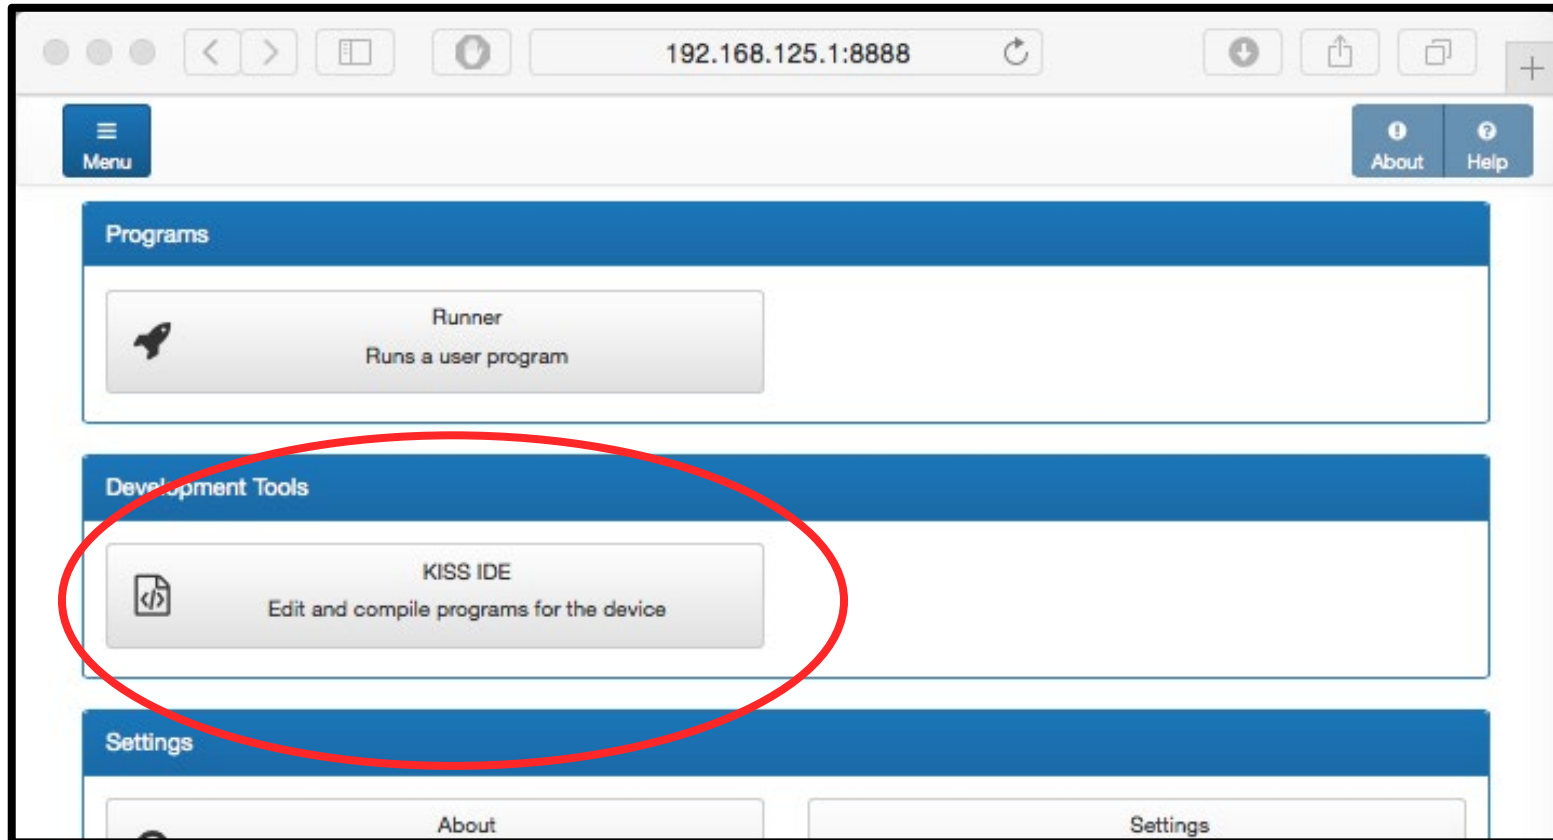 192.168.125.1:8888
Menu
About
Help
Programs
Runner
Runs a user program
Development Tools
KISS IDE
Edit and compile programs for the device
Settings
About
Settings